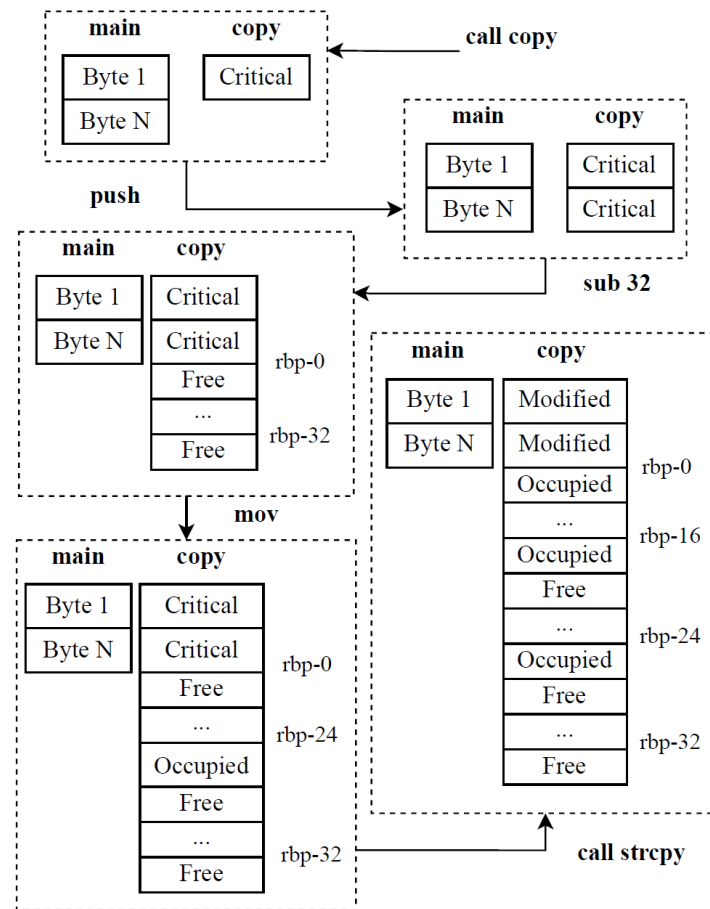 main copy
call copy
Byte 1 Critical
Byte N
push
main copy
Byte 1 Critical
Byte N Critical
sub 32
main copy
Byte 1 Critical
Byte N Critical
Free rbp-0
...
Free rbp-32
mov
main copy
Byte 1 Critical
Byte N Critical
Free rbp-0
...
Occupied rbp-24
Free
...
Free rbp-32
call strcpy
main copy
Byte 1 Modified
Byte N Modified
Occupied rbp-0
...
Occupied rbp-16
Free
...
Occupied rbp-24
Free
...
Free rbp-32